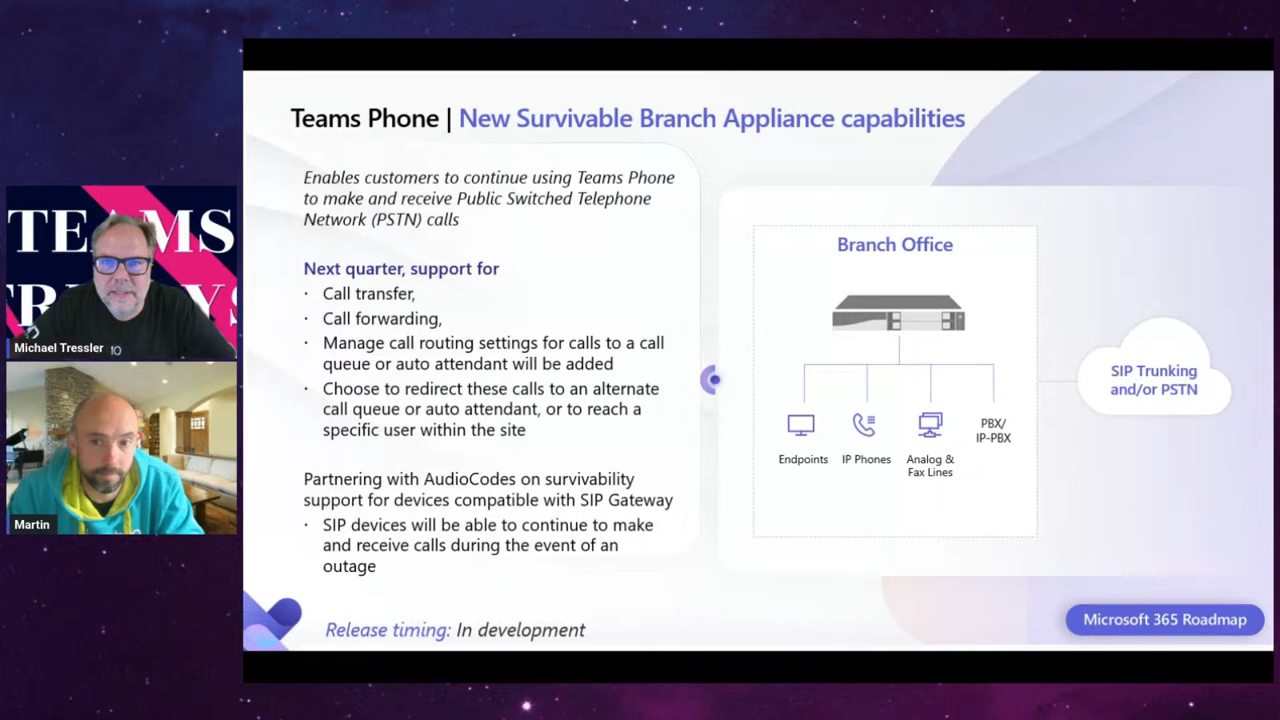 Teams Phone | New Survivable Branch Appliance capabilities
Enables customers to continue using Teams Phone
to make and receive Public Switched Telephone
Network (PSTN) calls
Next quarter, support for
· Call transfer,
· Call forwarding,
· Manage call routing settings for calls to a call
queue or auto attendant will be added
· Choose to redirect these calls to an alternate
call queue or auto attendant, or to reach a
specific user within the site
Partnering with AudioCodes on survivability
support for devices compatible with SIP Gateway
· SIP devices will be able to continue to make
and receive calls during the event of an
outage
Release timing: In development
Branch Office
Endpoints
IP Phones
Analog &
Fax Lines
PBX/
IP-PBX
SIP Trunking
and/or PSTN
Microsoft 365 Roadmap
TEAMS
Michael Tressler
10
Martin